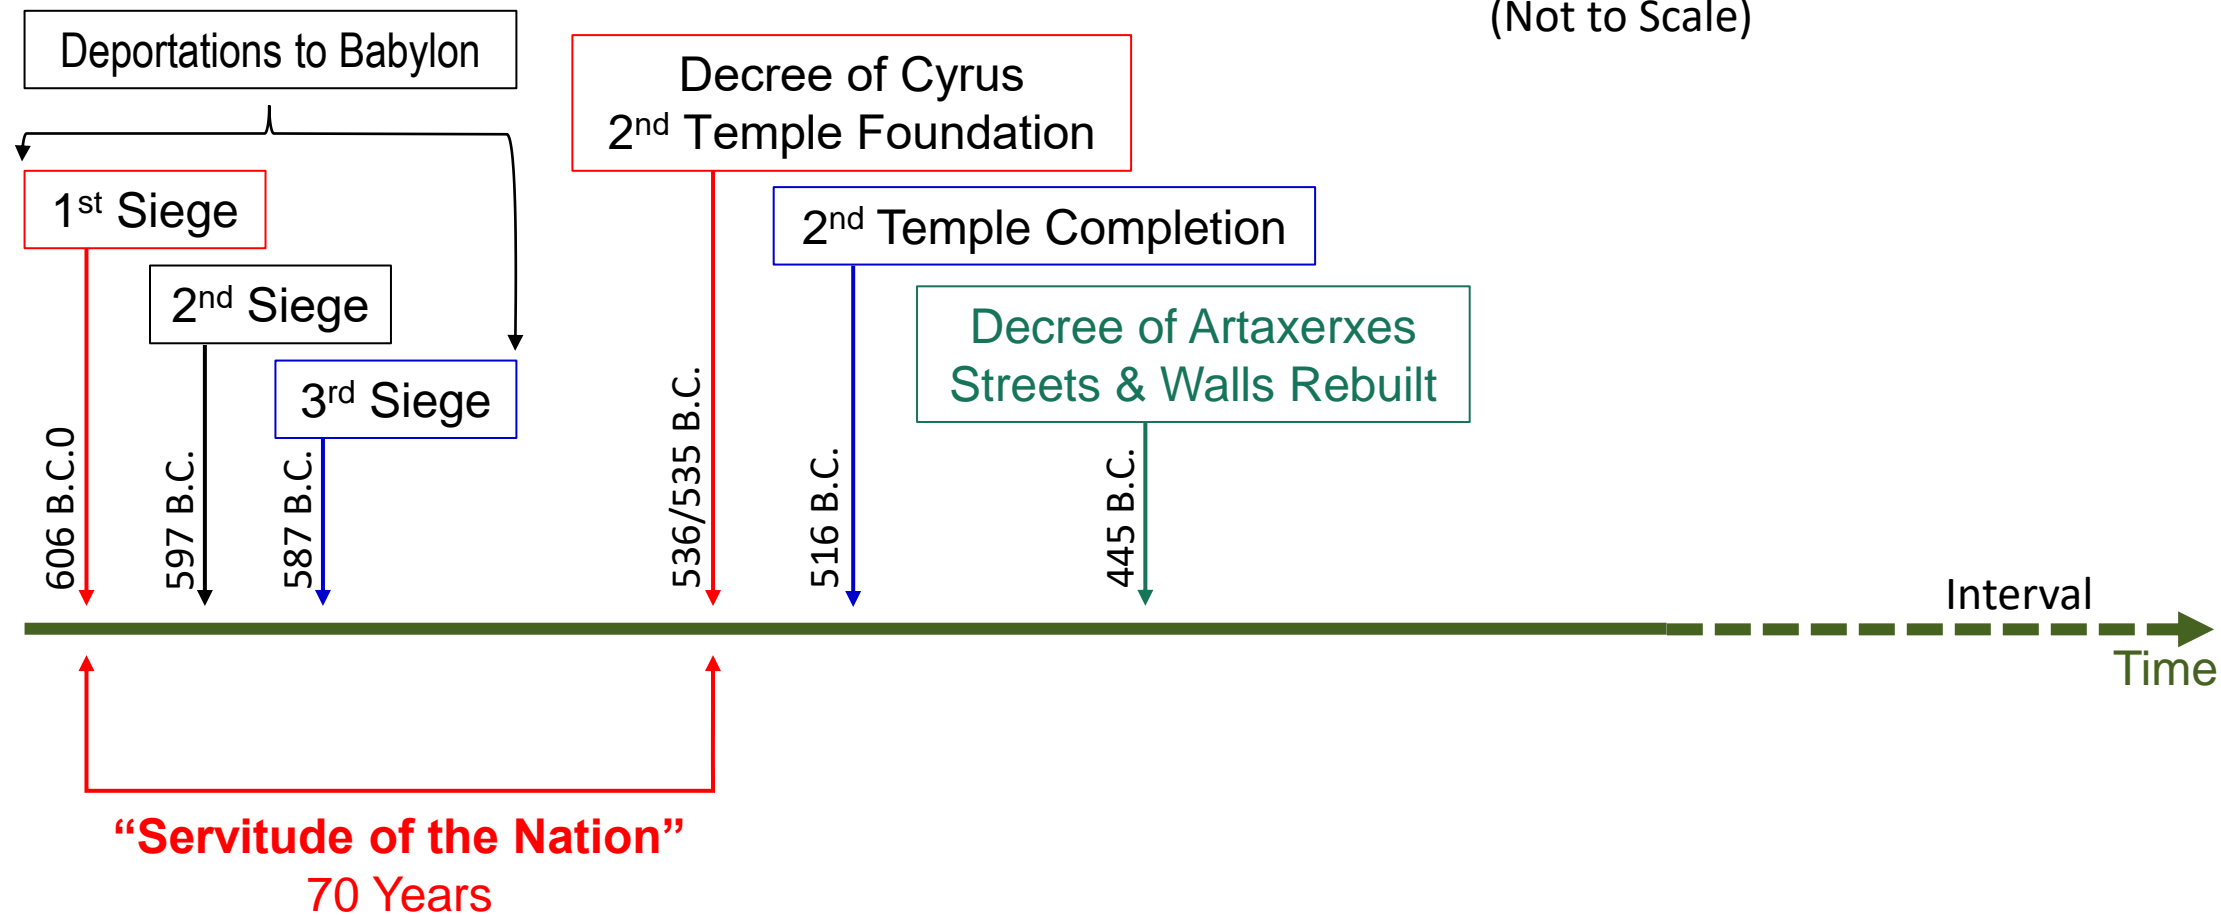 (Not to Scale)
Deportations to Babylon
Decree of Cyrus
2nd Temple Foundation
1st Siege
2nd Temple Completion
2nd Siege
Decree of Artaxerxes
Streets & Walls Rebuilt
3rd Siege
606 B.C.0
597 B.C.
587 B.C.
536/535 B.C.
516 B.C.
445 B.C.
Interval
Time
“Servitude of the Nation”
70 Years